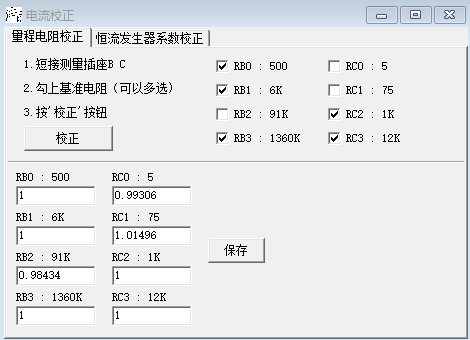 电流校正
量程电阻校正 恒流发生器系数校正
1.短接测量插座B C
2.勾上基准电阻（可以多选）
3.按'校正'按钮
校正
RB0 : 500 RC0 : 5
RB1 : 6K RC1 : 75
RB2 : 91K RC2 : 1K
RB3 : 1360K RC3 : 12K
RB0 : 500 RC0 : 5
1 0.99306
RB1 : 6K RC1 : 75
1 1.01496
RB2 : 91K RC2 : 1K
0.98434 1
RB3 : 1360K RC3 : 12K
1 1
保存